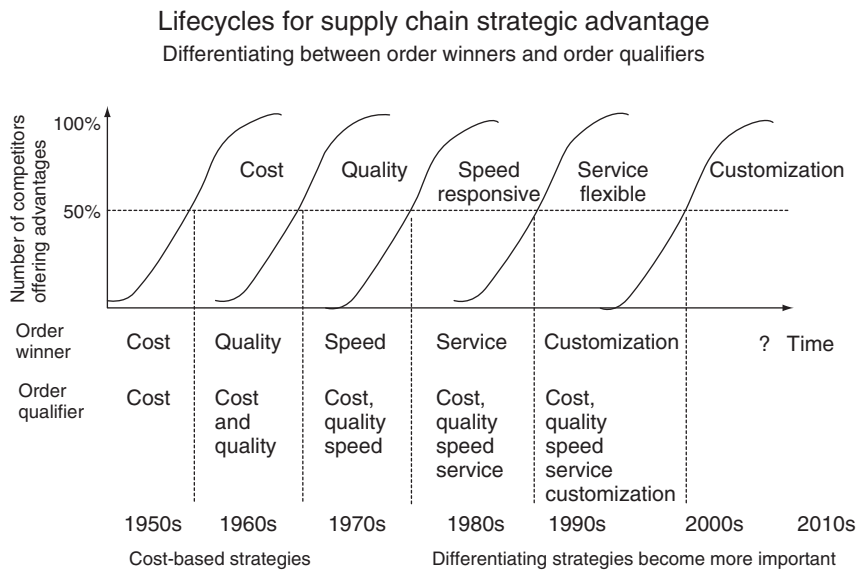 Lifecycles for supply chain strategic advantage
Differentiating between order winners and order qualifiers
Number of competitors
offering advantages
100%
50%
Cost
Quality
Speed
responsive
Service
flexible
Customization
Order
winner
Cost
Quality
Speed
Service
Customization
? Time
Order
qualifier
Cost
Cost
and
quality
Cost,
quality
speed
Cost,
quality
speed
service
Cost,
quality
speed
service
customization
1950s
1960s
1970s
1980s
1990s
2000s
2010s
Cost-based strategies
Differentiating strategies become more important